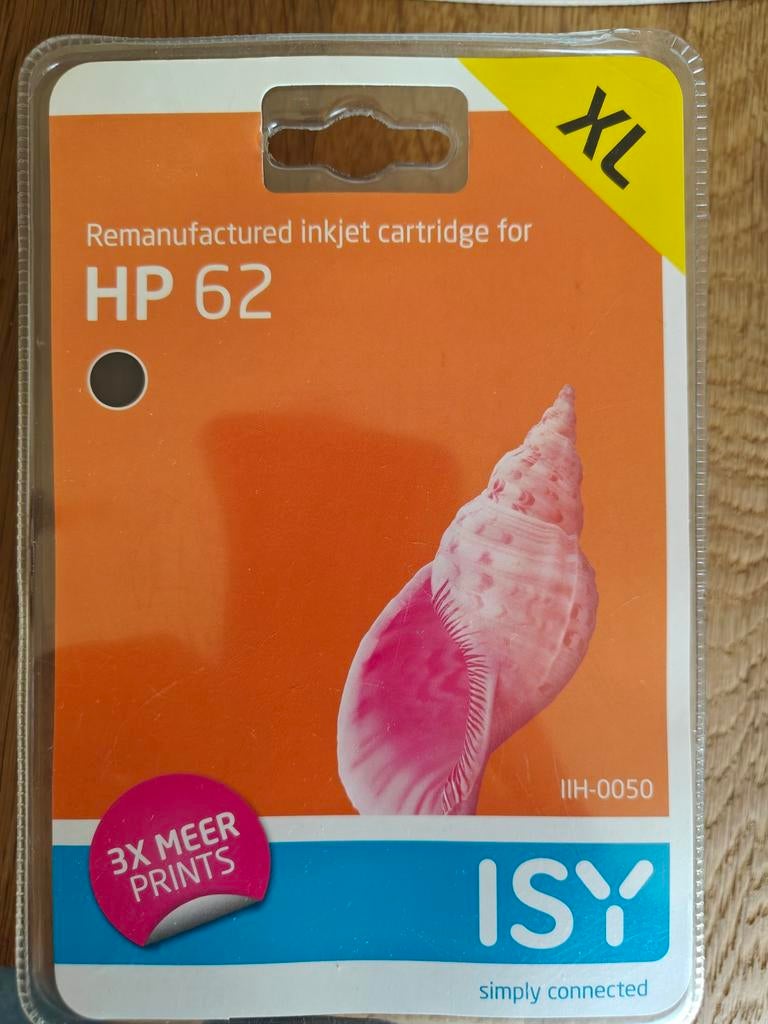 XL
Remanufactured inkjet cartridge for
HP 62
IIH-0050
3X MEER
PRINTS
ISY
simply connected